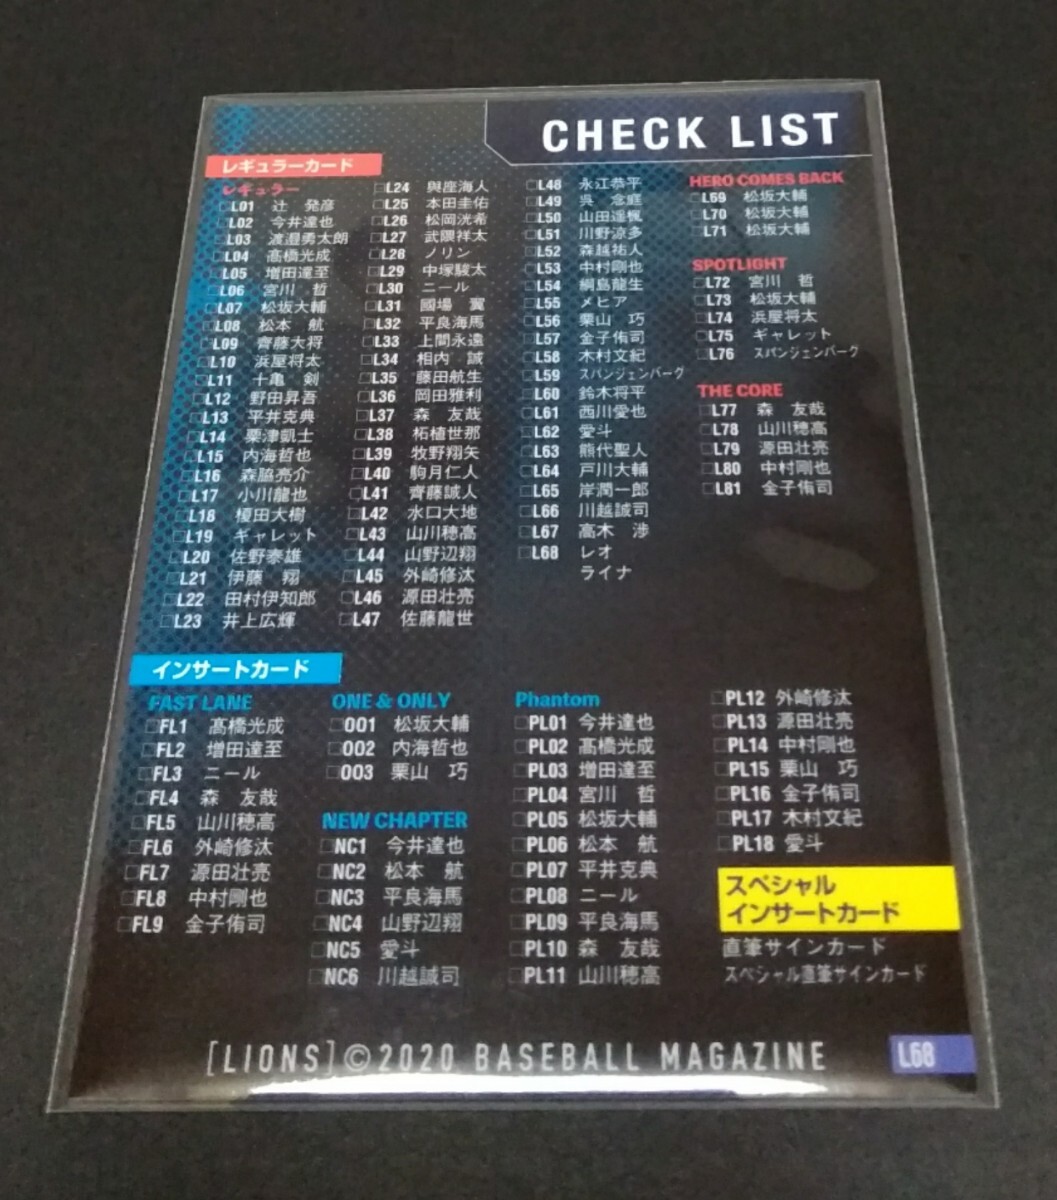 CHECK LIST
レギュラーカード
レギュラー
□L01 辻 発彦
□L02 今井達也
□L03 渡邉勇太朗
□L04 髙橋光成
□L05 増田達至
□L06 宮川 哲
□L07 松坂大輔
□L08 松本 航
□L09 齊藤大将
□L10 浜屋将太
□L11 十亀 剣
□L12 野田昇吾
□L13 平井克典
□L14 粟津凱士
□L15 内海哲也
□L16 森脇亮介
□L17 小川龍也
□L18 榎田大樹
□L19 ギャレット
□L20 佐野泰雄
□L21 伊藤 翔
□L22 田村伊知郎
□L23 井上広輝
□L24 與座海人
□L25 本田圭佑
□L26 松岡洸希
□L27 武隈祥太
□L28 ノリン
□L29 中塚駿太
□L30 ニール
□L31 國場 翼
□L32 平良海馬
□L33 上間永遠
□L34 相内 誠
□L35 藤田航生
□L36 岡田雅利
□L37 森 友哉
□L38 柘植世那
□L39 牧野翔矢
□L40 駒月仁人
□L41 齊藤誠人
□L42 水口大地
□L43 山川穂高
□L44 山野辺翔
□L45 外崎修汰
□L46 源田壮亮
□L47 佐藤龍世
□L48 永江恭平
□L49 呉 念庭
□L50 山田遥楓
□L51 川野涼多
□L52 森越祐人
□L53 中村剛也
□L54 綱島龍生
□L55 メヒア
□L56 栗山 巧
□L57 金子侑司
□L58 木村文紀
□L59 スパンジェンバーグ
□L60 鈴木将平
□L61 西川愛也
□L62 愛斗
□L63 熊代聖人
□L64 戸川大輔
□L65 岸潤一郎
□L66 川越誠司
□L67 高木 渉
□L68 レオ
ライナ
HERO COMES BACK
□L69 松坂大輔
□L70 松坂大輔
□L71 松坂大輔
SPOTLIGHT
□L72 宮川 哲
□L73 松坂大輔
□L74 浜屋将太
□L75 ギャレット
□L76 スパンジェンバーグ
THE CORE
□L77 森 友哉
□L78 山川穂高
□L79 源田壮亮
□L80 中村剛也
□L81 金子侑司
インサートカード
FAST LANE
□FL1 髙橋光成
□FL2 増田達至
□FL3 ニール
□FL4 森 友哉
□FL5 山川穂高
□FL6 外崎修汰
□FL7 源田壮亮
□FL8 中村剛也
□FL9 金子侑司
ONE & ONLY
□OO1 松坂大輔
□OO2 内海哲也
□OO3 栗山 巧
NEW CHAPTER
□NC1 今井達也
□NC2 松本 航
□NC3 平良海馬
□NC4 山野辺翔
□NC5 愛斗
□NC6 川越誠司
Phantom
□PL01 今井達也
□PL02 髙橋光成
□PL03 増田達至
□PL04 宮川 哲
□PL05 松坂大輔
□PL06 松本 航
□PL07 平井克典
□PL08 ニール
□PL09 平良海馬
□PL10 森 友哉
□PL11 山川穂高
□PL12 外崎修汰
□PL13 源田壮亮
□PL14 中村剛也
□PL15 栗山 巧
□PL16 金子侑司
□PL17 木村文紀
□PL18 愛斗
スペシャル
インサートカード
直筆サインカード
スペシャル直筆サインカード
[LIONS]©2020 BASEBALL MAGAZINE
L68